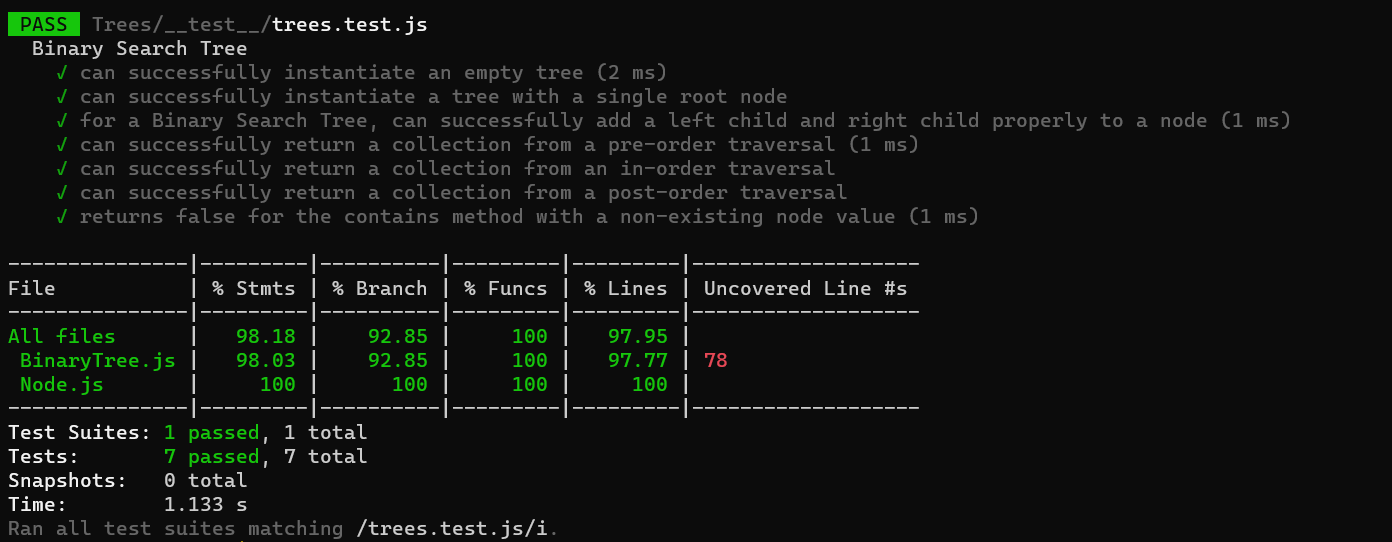 PASS Trees/__test__/trees.test.js
Binary Search Tree
√ can successfully instantiate an empty tree (2 ms)
√ can successfully instantiate a tree with a single root node
√ for a Binary Search Tree, can successfully add a left child and right child properly to a node (1 ms)
√ can successfully return a collection from a pre-order traversal (1 ms)
√ can successfully return a collection from an in-order traversal
√ can successfully return a collection from a post-order traversal
√ returns false for the contains method with a non-existing node value (1 ms)
---------------|---------|----------|---------|---------|-------------------
File | % Stmts | % Branch | % Funcs | % Lines | Uncovered Line #s
---------------|---------|----------|---------|---------|-------------------
All files | 98.18 | 92.85 | 100 | 97.95 |
BinaryTree.js | 98.03 | 92.85 | 100 | 97.77 | 78
Node.js | 100 | 100 | 100 | 100 |
---------------|---------|----------|---------|---------|-------------------
Test Suites: 1 passed, 1 total
Tests: 7 passed, 7 total
Snapshots: 0 total
Time: 1.133 s
Ran all test suites matching /trees.test.js/i.